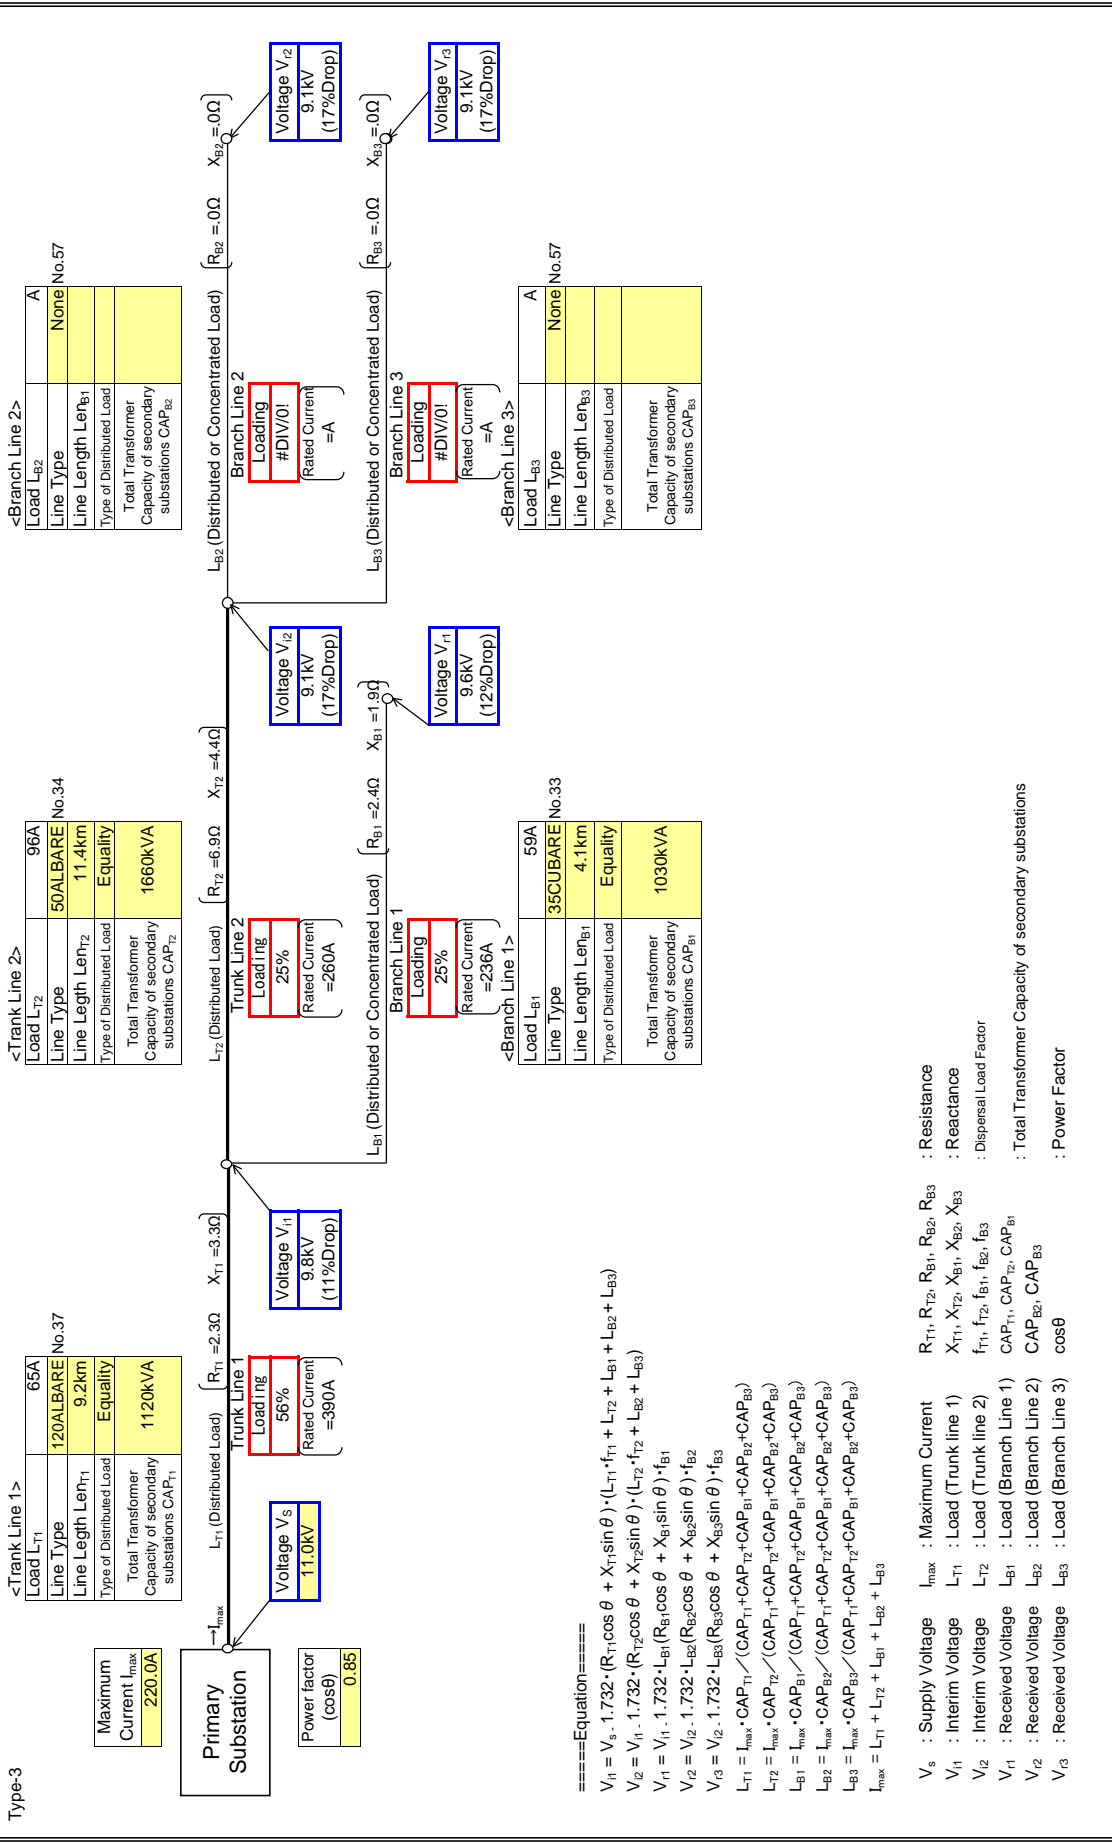 Type-3
Maximum
Current Imax
220.0A
Primary
Substation
Power factor
(cosθ)
0.85
→Imax
Voltage VS
11.0kV
<Trank Line 1>
Load LT1 65A
Line Type 120ALBARE No.37
Line Legth LenT1 9.2km
Type of Distributed Load Equality
Total Transformer
Capacity of secondary
substations CAPT1
1120kVA
LT1 (Distributed Load)
RT1 =2.3Ω XT1 =3.3Ω
Trunk Line 1
Loading
56%
Rated Current
=390A
Voltage Vi1
9.8kV
(11%Drop)
<Trank Line 2>
Load LT2 96A
Line Type 50ALBARE No.34
Line Length LenT2 11.4km
Type of Distributed Load Equality
Total Transformer
Capacity of secondary
substations CAPT2
1660kVA
LT2 (Distributed Load)
RT2 =6.9Ω XT2 =4.4Ω
Trunk Line 2
Loading
25%
Rated Current
=260A
Voltage Vi2
9.1kV
(17%Drop)
LB1 (Distributed or Concentrated Load)
RB1 =2.4Ω XB1 =1.9Ω
Branch Line 1
Loading
25%
Rated Current
=236A
Voltage Vr1
9.6kV
(12%Drop)
<Branch Line 1>
Load LB1 59A
Line Type 35CUBARE No.33
Line Length LenB1 4.1km
Type of Distributed Load Equality
Total Transformer
Capacity of secondary
substations CAPB1
1030kVA
<Branch Line 2>
Load LB2 A
Line Type None No.57
Line Length LenB1
Type of Distributed Load
Total Transformer
Capacity of secondary
substations CAPB2
LB2 (Distributed or Concentrated Load)
RB2 =.0Ω XB2 =.0Ω
Branch Line 2
Loading
#DIV/0!
Rated Current
=A
Voltage Vr2
9.1kV
(17%Drop)
LB3 (Distributed or Concentrated Load)
RB3 =.0Ω XB3 =.0Ω
Branch Line 3
Loading
#DIV/0!
Rated Current
=A
Voltage Vr3
9.1kV
(17%Drop)
<Branch Line 3>
Load LB3 A
Line Type None No.57
Line Length LenB3
Type of Distributed Load
Total Transformer
Capacity of secondary
substations CAPB3
=====Equation=====
Vi1 = Vs - 1.732・(RT1cos θ + XT1sin θ)・(LT1・fT1 + LT2 + LB1 + LB2 + LB3)
Vi2 = Vi1 - 1.732・(RT2cos θ + XT2sin θ)・(LT2・fT2 + LB2 + LB3)
Vr1 = Vi1 - 1.732・LB1(RB1cos θ + XB1sin θ)・fB1
Vr2 = Vi2 - 1.732・LB2(RB2cos θ + XB2sin θ)・fB2
Vr3 = Vi2 - 1.732・LB3(RB3cos θ + XB3sin θ)・fB3
LT1 = Imax・CAPT1／(CAPT1+CAPT2+CAPB1+CAPB2+CAPB3)
LT2 = Imax・CAPT2／(CAPT1+CAPT2+CAPB1+CAPB2+CAPB3)
LB1 = Imax・CAPB1／(CAPT1+CAPT2+CAPB1+CAPB2+CAPB3)
LB2 = Imax・CAPB2／(CAPT1+CAPT2+CAPB1+CAPB2+CAPB3)
LB3 = Imax・CAPB3／(CAPT1+CAPT2+CAPB1+CAPB2+CAPB3)
Imax = LT1 + LT2 + LB1 + LB2 + LB3
Vs : Supply Voltage Imax : Maximum Current RT1, RT2, RB1, RB2, RB3 : Resistance
Vi1 : Interim Voltage LT1 : Load (Trunk line 1) XT1, XT2, XB1, XB2, XB3 : Reactance
Vi2 : Interim Voltage LT2 : Load (Trunk line 2) fT1, fT2, fB1, fB2, fB3 : Dispersal Load Factor
Vr1 : Received Voltage LB1 : Load (Branch Line 1) CAPT1, CAPT2, CAPB1 : Total Transformer Capacity of secondary substations
Vr2 : Received Voltage LB2 : Load (Branch Line 2) CAPB2, CAPB3
Vr3 : Received Voltage LB3 : Load (Branch Line 3) cosθ : Power Factor